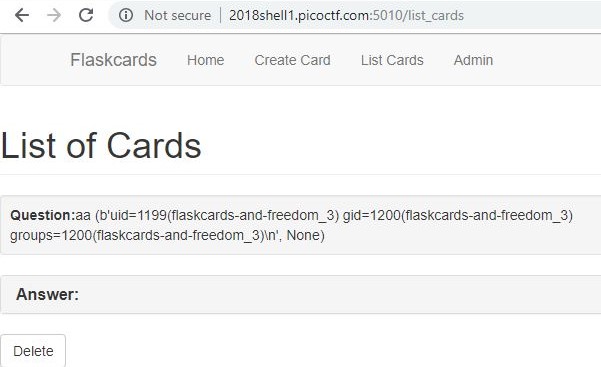 Not secure | 2018shell1.picoctf.com:5010/list_cards
Flaskcards Home Create Card List Cards Admin
List of Cards
Question:aa (b'uid=1199(flaskcards-and-freedom_3) gid=1200(flaskcards-and-freedom_3)
groups=1200(flaskcards-and-freedom_3)\n', None)
Answer:
Delete